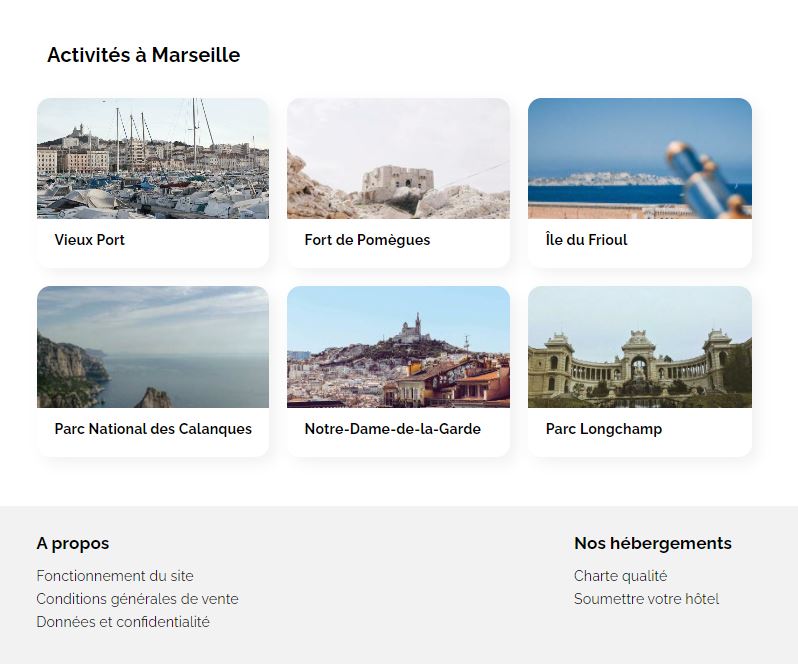 Activités à Marseille
Vieux Port
Fort de Pomègues
Île du Frioul
Parc National des Calanques
Notre-Dame-de-la-Garde
Parc Longchamp
A propos
Fonctionnement du site
Conditions générales de vente
Données et confidentialité
Nos hébergements
Charte qualité
Soumettre votre hôtel